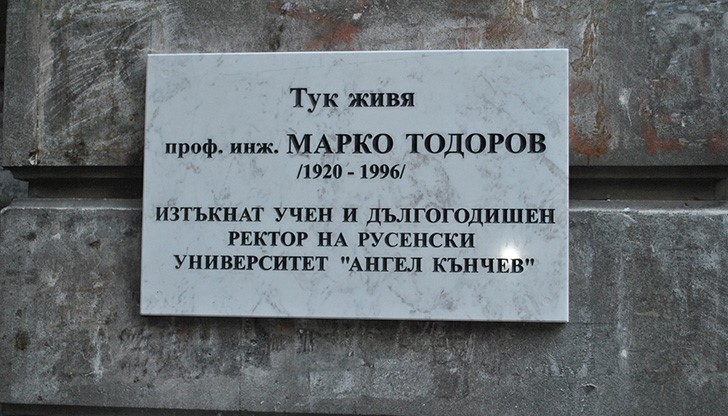 Тук живя
проф. инж. МАРКО ТОДОРОВ
/1920 - 1996/
ИЗТЪКНАТ УЧЕН И ДЪЛГОГОДИШЕН
РЕКТОР НА РУСЕНСКИ
УНИВЕРСИТЕТ "АНГЕЛ КЪНЧЕВ"